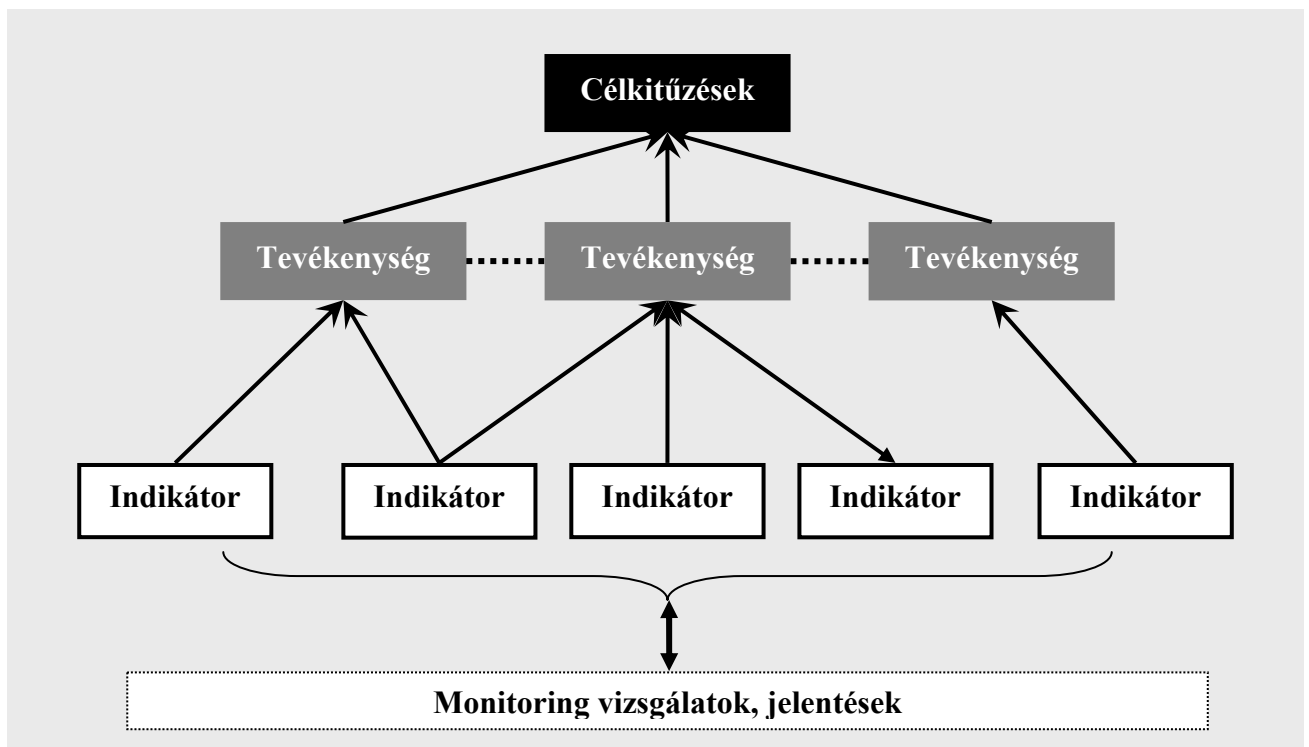 Célkitűzések
Tevékenység
Tevékenység
Tevékenység
Indikátor
Indikátor
Indikátor
Indikátor
Indikátor
Monitoring vizsgálatok, jelentések